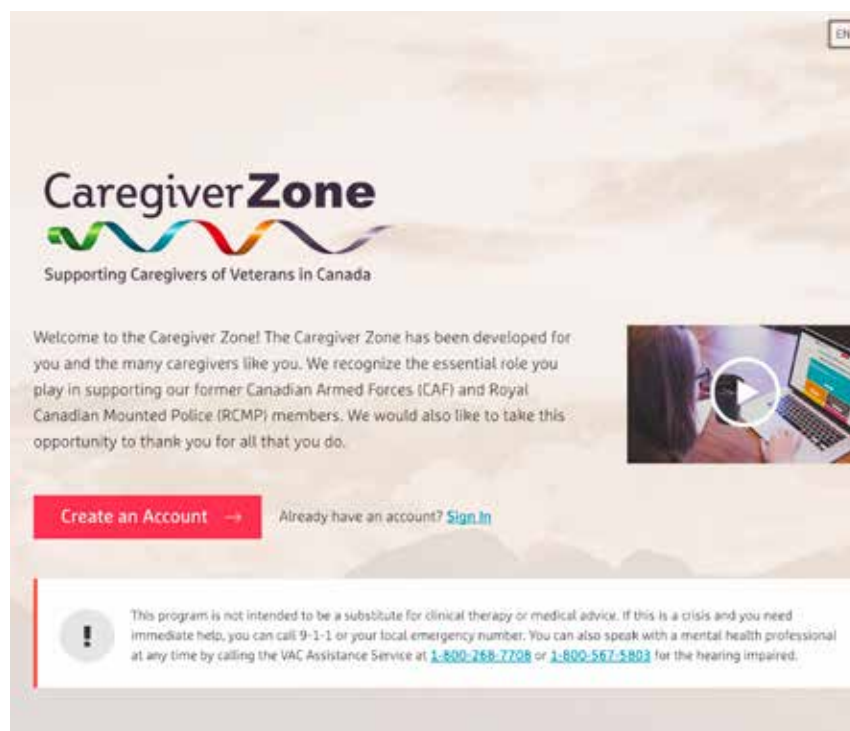 EN
CaregiverZone
Supporting Caregivers of Veterans in Canada
Welcome to the Caregiver Zone! The Caregiver Zone has been developed for
you and the many caregivers like you. We recognize the essential role you
play in supporting our former Canadian Armed Forces (CAF) and Royal
Canadian Mounted Police (RCMP) members. We would also like to take this
opportunity to thank you for all that you do.
Create an Account →
Already have an account? Sign In
This program is not intended to be a substitute for clinical therapy or medical advice. If this is a crisis and you need
immediate help, you can call 9-1-1 or your local emergency number. You can also speak with a mental health professional
at any time by calling the VAC Assistance Service at 1-800-268-7708 or 1-800-567-5803 for the hearing impaired.